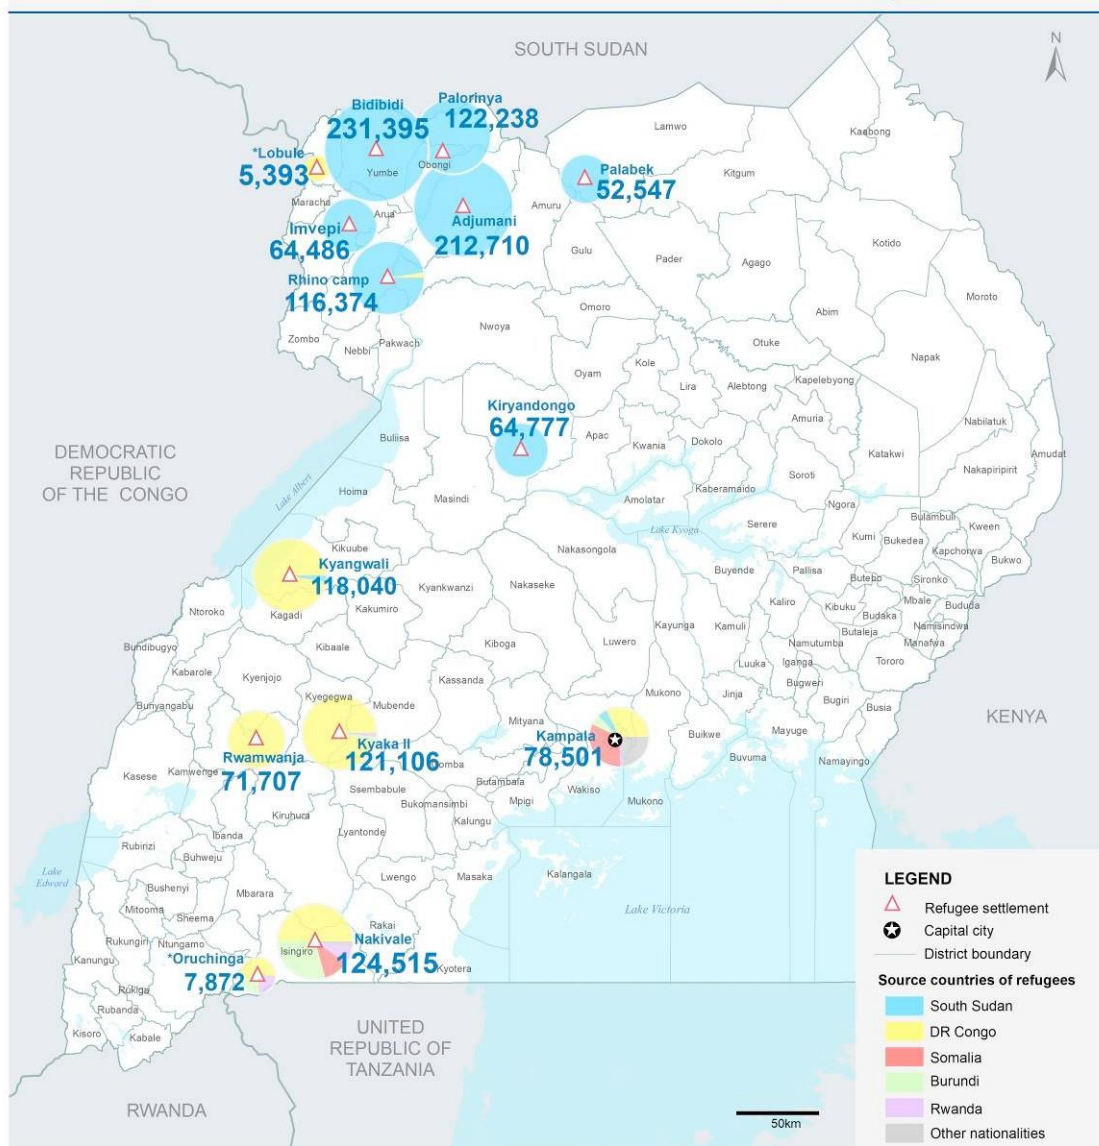 SOUTH SUDAN
N
Bidibidi
231,395
Palorinya
122,238
*Lobule
5,393
Yumbe
Obongi
Lamwo
Kaabong
Palabek
52,547
Kitgum
Maracha
Arua
Adjumani
212,710
Amuru
Imvepi
64,486
Rhino camp
116,374
Gulu
Pader
Agago
Kotido
Omoro
Abim
Moroto
Zombo
Nebbi
Pakwach
Nwoya
Otuke
Napak
Oyam
Kole
Lira
Alebtong
Kapelebyong
Kiryandongo
64,777
Apac
Kwania
Dokolo
Amuria
Nabilatuk
Katakwi
Amudat
Nakapiripirit
Buliisa
DEMOCRATIC
REPUBLIC
OF THE CONGO
Lake Albert
Hoima
Masindi
Amolatar
Kaberamaido
Soroti
Ngora
Lake Kyoga
Serere
Bulambuli
Kween
Kumi
Bukedea
Kapchorwa
Bukwo
Kikuube
Kyangwali
118,040
Nakasongola
Buyende
Pallisa
Butebo
Sironko
Kagadi
Kakumiro
Kyankwanzi
Nakaseke
Kaliro
Kibuku
Mbale
Bududa
Budaka
Namisindwa
Ntoroko
Bundibugyo
Kibaale
Kiboga
Luwero
Kayunga
Kamuli
Namutumba
Butaleja
Manafwa
Kabarole
Kyenjojo
Luuka
Iganga
Tororo
Bugweri
Bunyangabu
Kyegegwa
Mubende
Kassanda
Mukono
Jinja
Bugiri
Busia
Mityana
Kampala
78,501
Buikwe
Mayuge
KENYA
Rwamwanja
71,707
Kyaka II
121,106
Buvuma
Namayingo
Kasese
Kamwenge
Ssembabule
Butambala
Mpigi
Wakiso
Mukono
Bukomansimbi
Kalungu
Kiruhura
Lyantonde
Ibanda
Rubirizi
Buhweju
Lwengo
Masaka
Kalangala
Lake
Edward
Bushenyi
Mbarara
Mitooma
Sheema
Lake Victoria
Rakai
Rukungiri
Ntungamo
Isingiro
Nakivale
124,515
*Oruchinga
7,872
Kyotera
Kanungu
Rukiga
Rubanda
Kisoro
Kabale
UNITED
REPUBLIC OF
TANZANIA
RWANDA
50km
LEGEND
Refugee settlement
Capital city
District boundary
Source countries of refugees
South Sudan
DR Congo
Somalia
Burundi
Rwanda
Other nationalities